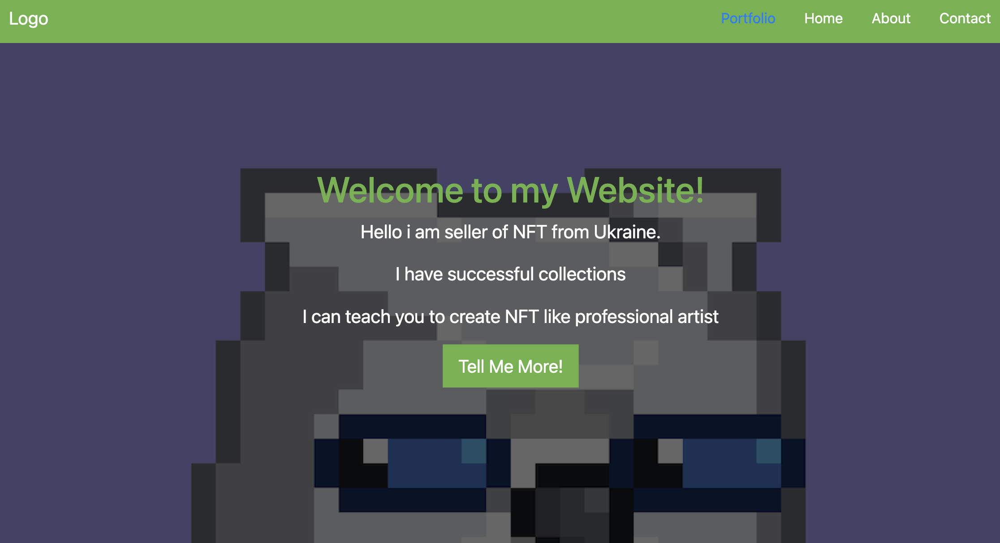 Logo
Portfolio Home About Contact
Welcome to my Website!
Hello i am seller of NFT from Ukraine.
I have successful collections
I can teach you to create NFT like professional artist
Tell Me More!